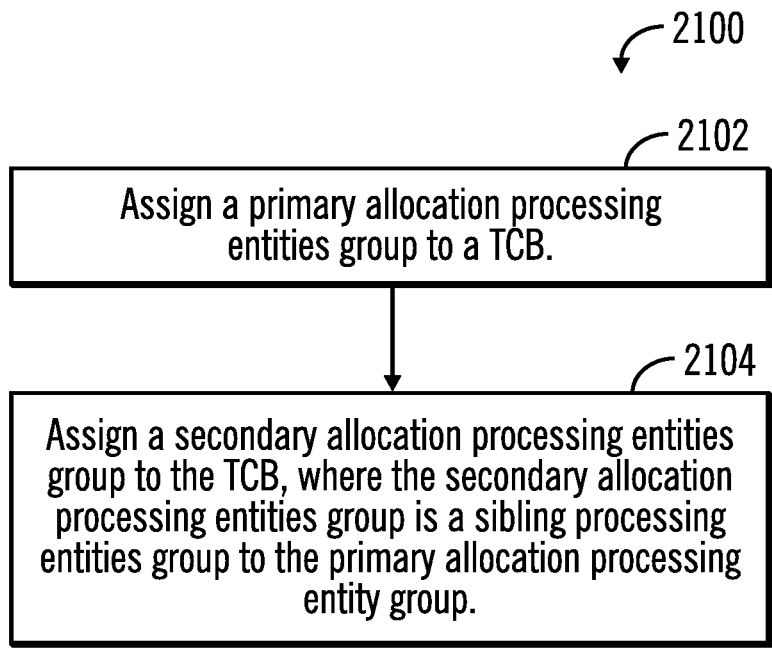 2100
2102
Assign a primary allocation processing
entities group to a TCB.
2104
Assign a secondary allocation processing entities
group to the TCB, where the secondary allocation
processing entities group is a sibling processing
entities group to the primary allocation processing
entity group.